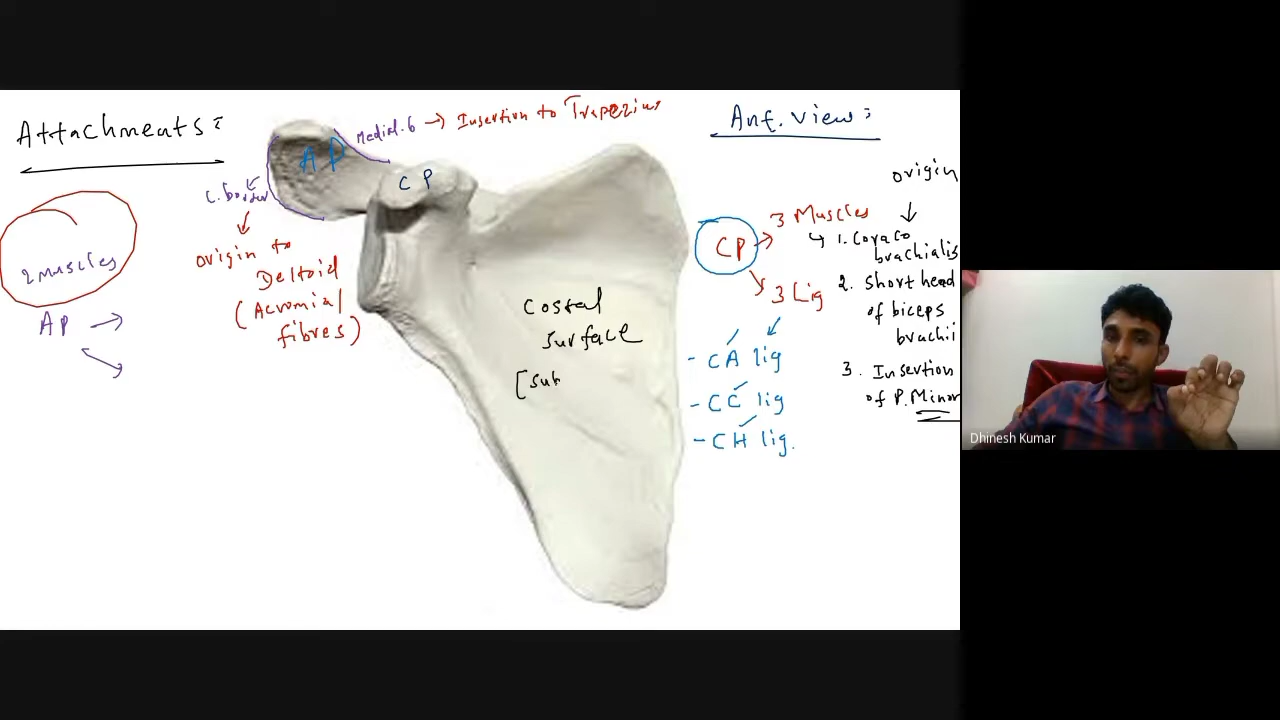 Attachments:
Medial.b → Insertion to Trapezius
Ant. View:
A P
C P
L. border
origin to
Deltoid
(Acromial
fibres)
2 Muscles
AP →
origin
CP
3 Muscles
1. Coraco
brachialis
2. Short head
of biceps
brachii
3. Insertion
of P. Minor
3 Lig
- CA lig
- CC lig
- CH lig.
Costal
surface
[sub
Dhinesh Kumar